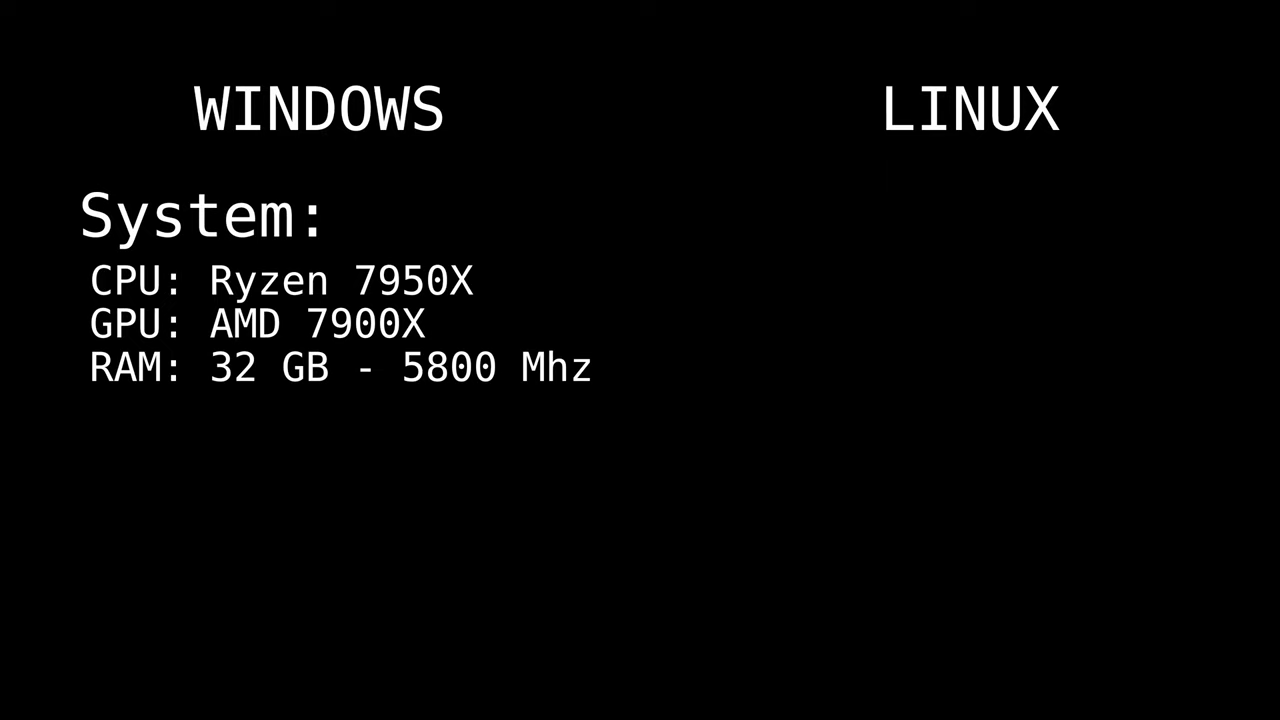 WINDOWS LINUX
System:
CPU: Ryzen 7950X
GPU: AMD 7900X
RAM: 32 GB - 5800 Mhz